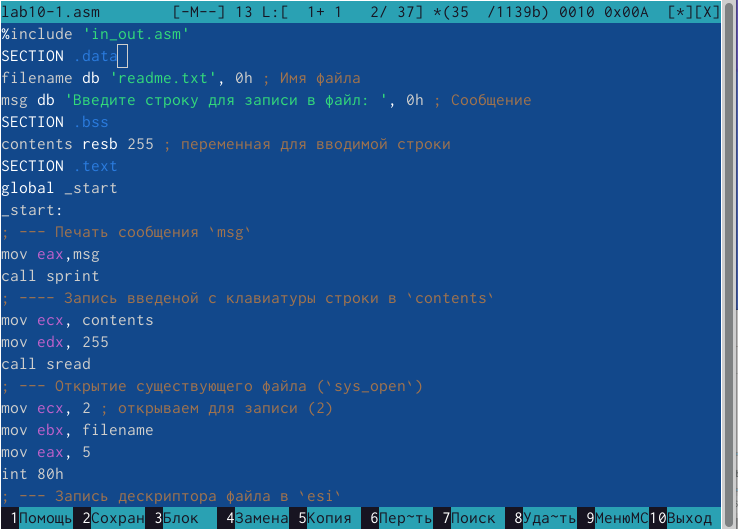 lab10-1.asm [-M--] 13 L:[ 1+ 1 2/ 37] *(35 /1139b) 0010 0x00A [*][X]
%include 'in_out.asm'
SECTION .data
filename db 'readme.txt', 0h ; Имя файла
msg db 'Введите строку для записи в файл: ', 0h ; Сообщение
SECTION .bss
contents resb 255 ; переменная для вводимой строки
SECTION .text
global _start
_start:
; --- Печать сообщения `msg`
mov eax,msg
call sprint
; ---- Запись введеной с клавиатуры строки в `contents`
mov ecx, contents
mov edx, 255
call sread
; --- Открытие существующего файла (`sys_open`)
mov ecx, 2 ; открываем для записи (2)
mov ebx, filename
mov eax, 5
int 80h
; --- Запись дескриптора файла в `esi`
1Помощь 2Сохран 3Блок 4Замена 5Копия 6Пер~ть 7Поиск 8Уда~ть 9МенюMC 10Выход